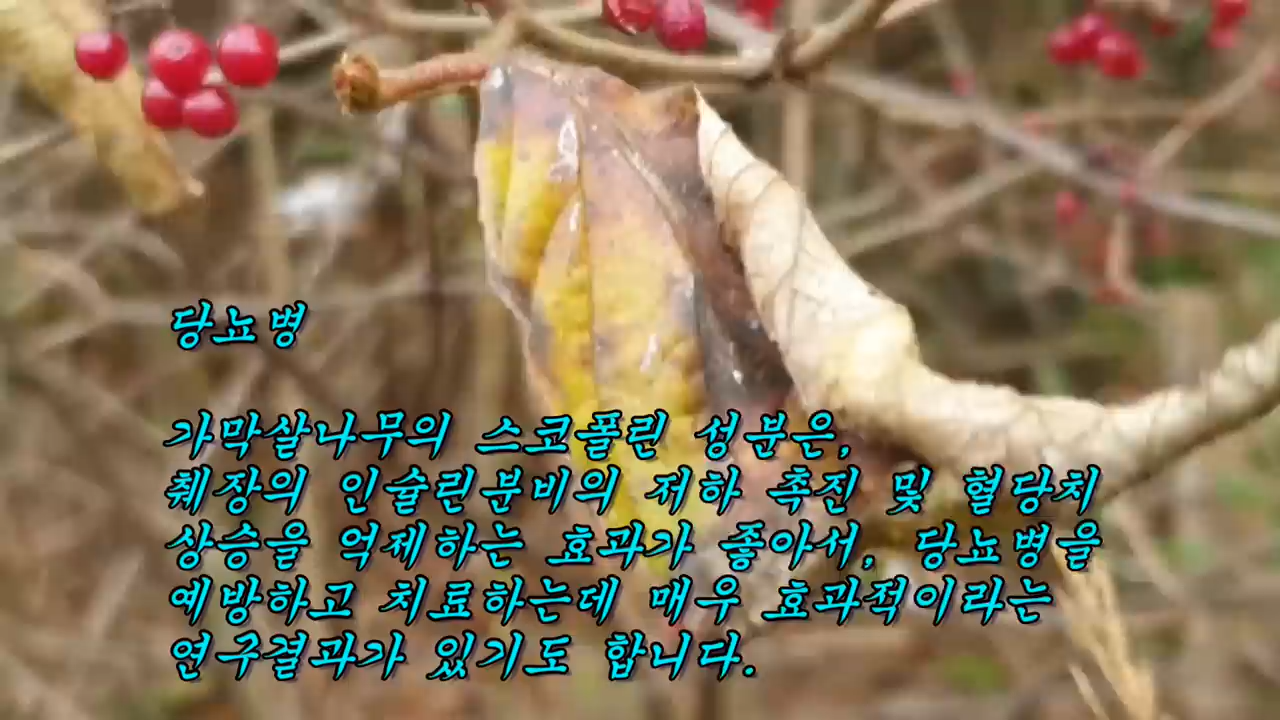 당뇨병
가막살나무의 스코폴린 성분은,
췌장의 인슐린분비의 저하 촉진 및 혈당치
상승을 억제하는 효과가 좋아서, 당뇨병을
예방하고 치료하는데 매우 효과적이라는
연구결과가 있기도 합니다.